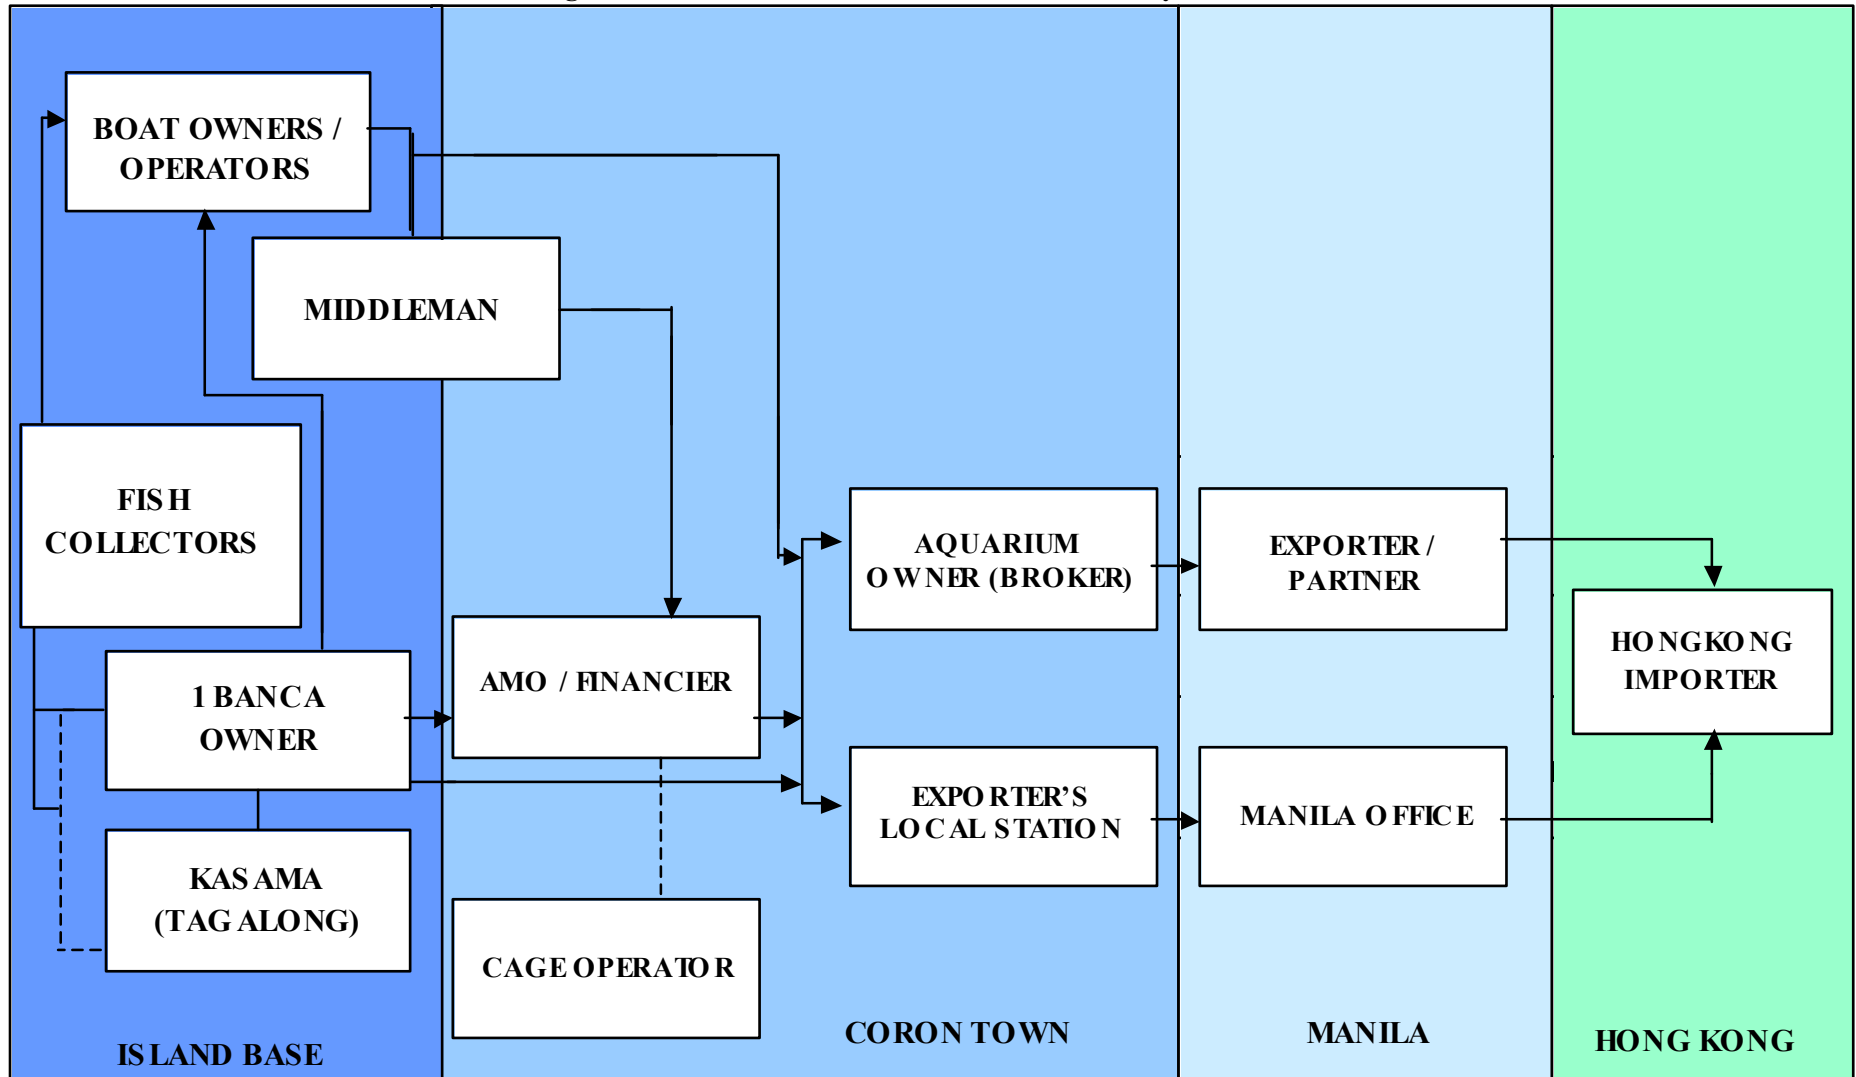 BOAT OWNERS /
OPERATORS
MIDDLEMAN
FISH
COLLECTORS
1 BANCA
OWNER
KASAMA
(TAG ALONG)
AMO / FINANCIER
CAGE OPERATOR
AQUARIUM
OWNER (BROKER)
EXPORTER'S
LOCAL STATION
EXPORTER /
PARTNER
MANILA OFFICE
HONGKONG
IMPORTER
ISLAND BASE
CORON TOWN
MANILA
HONG KONG